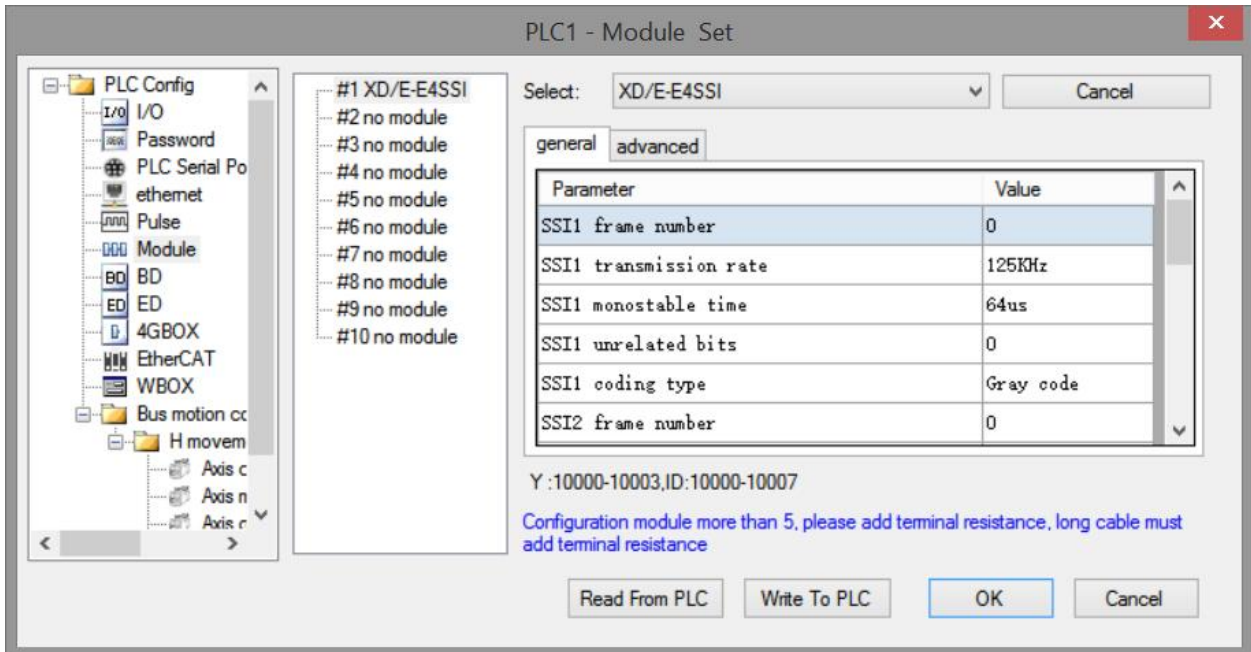 PLC1 - Module Set
PLC Config
I/O I/O
Password
PLC Serial Po
ethernet
Pulse
Module
BD BD
ED ED
4GBOX
EtherCAT
WBOX
Bus motion co
H movem
Axis c
Axis n
Axis c
#1 XD/E-E4SSI
#2 no module
#3 no module
#4 no module
#5 no module
#6 no module
#7 no module
#8 no module
#9 no module
#10 no module
Select: XD/E-E4SSI Cancel
general advanced
Parameter Value
SSI1 frame number 0
SSI1 transmission rate 125KHz
SSI1 monostable time 64us
SSI1 unrelated bits 0
SSI1 coding type Gray code
SSI2 frame number 0
Y :10000-10003,ID:10000-10007
Configuration module more than 5, please add terminal resistance, long cable must
add terminal resistance
Read From PLC Write To PLC OK Cancel